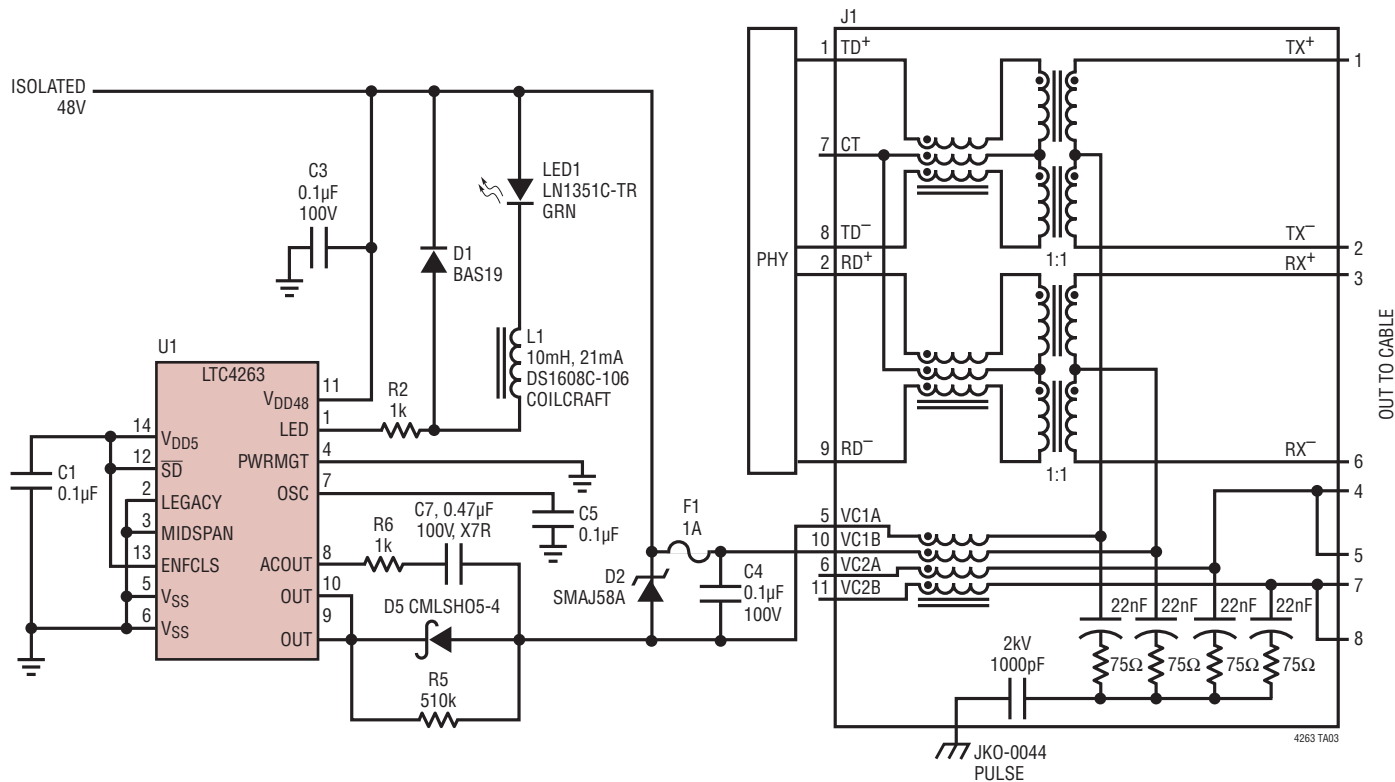 ISOLATED
48V
C3
0.1µF
100V
LED1
LN1351C-TR
GRN
D1
BAS19
L1
10mH, 21mA
DS1608C-106
COILCRAFT
R2
1k
U1
LTC4263
14
VDD5
12
SD
2
LEGACY
3
MIDSPAN
13
ENFCLS
5
VSS
6
VSS
11
VDD48
1
LED
4
PWRMGT
7
OSC
8
ACOUT
10
OUT
9
OUT
C1
0.1µF
R6
1k
C7, 0.47µF
100V, X7R
C5
0.1µF
D5 CMLSHO5-4
R5
510k
F1
1A
D2
SMAJ58A
C4
0.1µF
100V
PHY
J1
1 TD+
7 CT
8 TD−
2 RD+
9 RD−
5 VC1A
10 VC1B
6 VC2A
11 VC2B
1:1
1:1
TX+
1
TX−
2
RX+
3
RX−
6
4
5
7
8
OUT TO CABLE
22nF
22nF
22nF
22nF
75Ω
75Ω
75Ω
75Ω
2kV
1000pF
JKO-0044
PULSE
4263 TA03